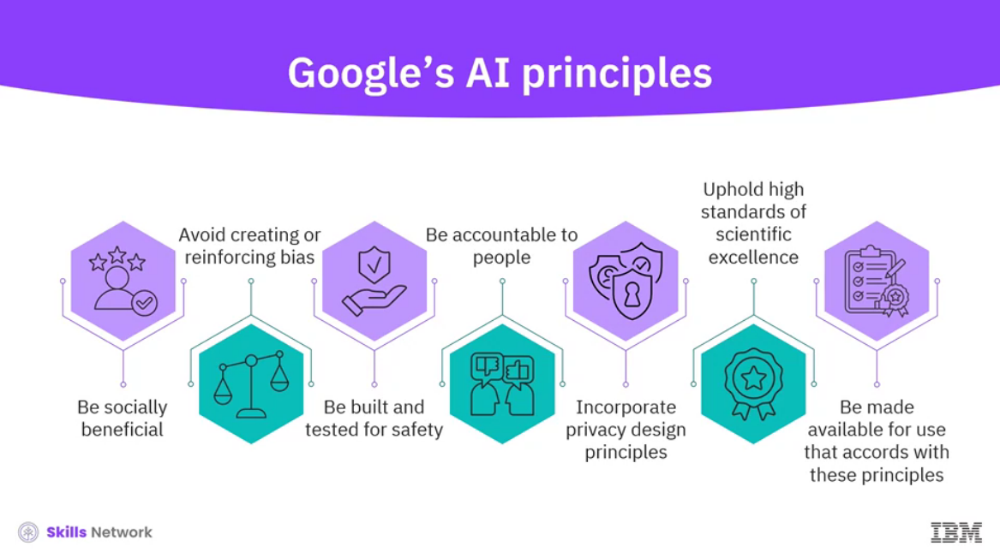 Google’s AI principles
Be socially
beneficial
Avoid creating or
reinforcing bias
Be built and
tested for safety
Be accountable to
people
Incorporate
privacy design
principles
Uphold high
standards of
scientific
excellence
Be made
available for use
that accords with
these principles
Skills Network
IBM